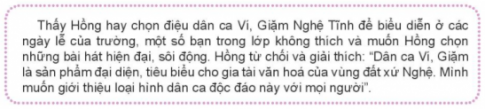 Thấy Hồng hay chọn điệu dân ca Ví, Giặm Nghệ Tĩnh để biểu diễn ở các
ngày lễ của trường, một số bạn trong lớp không thích và muốn Hồng chọn
những bài hát hiện đại, sôi động. Hồng từ chối và giải thích: “Dân ca Ví, Giặm
là sản phẩm đại diện, tiêu biểu cho gia tài văn hoá của vùng đất xứ Nghệ. Mình
muốn giới thiệu loại hình dân ca độc đáo này với mọi người”.